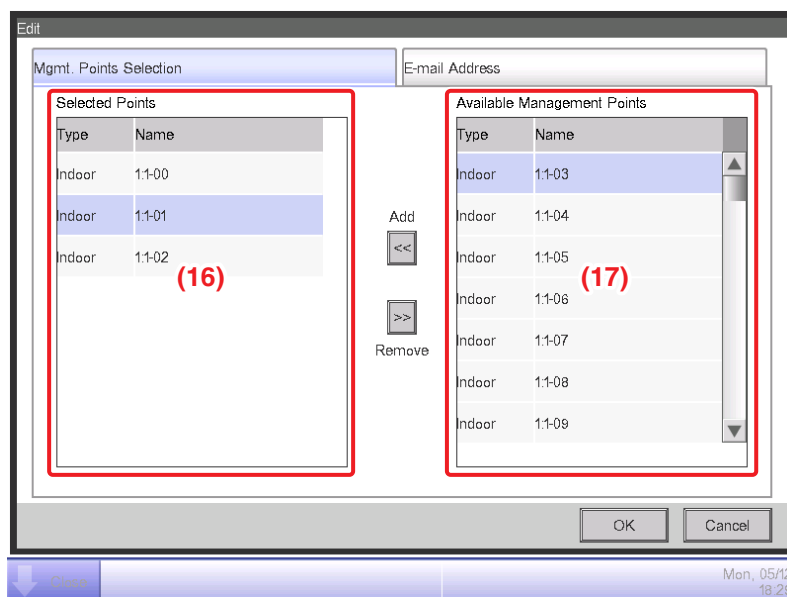 Edit
Mgmt. Points Selection
E-mail Address
Selected Points
Type Name
Indoor 1:1-00
Indoor 1:1-01
Indoor 1:1-02
(16)
Add
<<
>>
Remove
Available Management Points
Type Name
Indoor 1:1-03
Indoor 1:1-04
Indoor 1:1-05
(17)
Indoor 1:1-06
Indoor 1:1-07
Indoor 1:1-08
Indoor 1:1-09
OK Cancel
Mon, 05/12
18:29